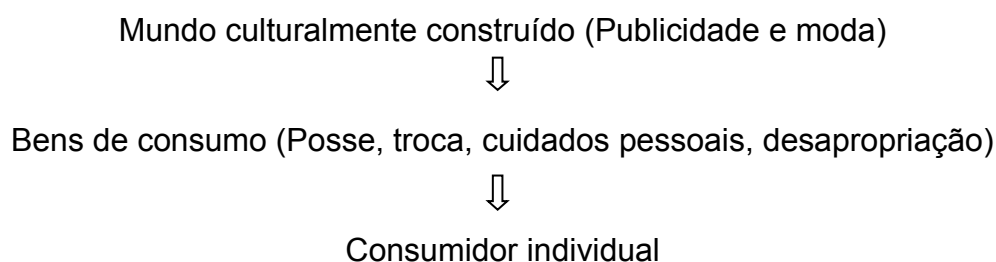 Mundo culturalmente construído (Publicidade e moda)
⇩
Bens de consumo (Posse, troca, cuidados pessoais, desapropriação)
⇩
Consumidor individual